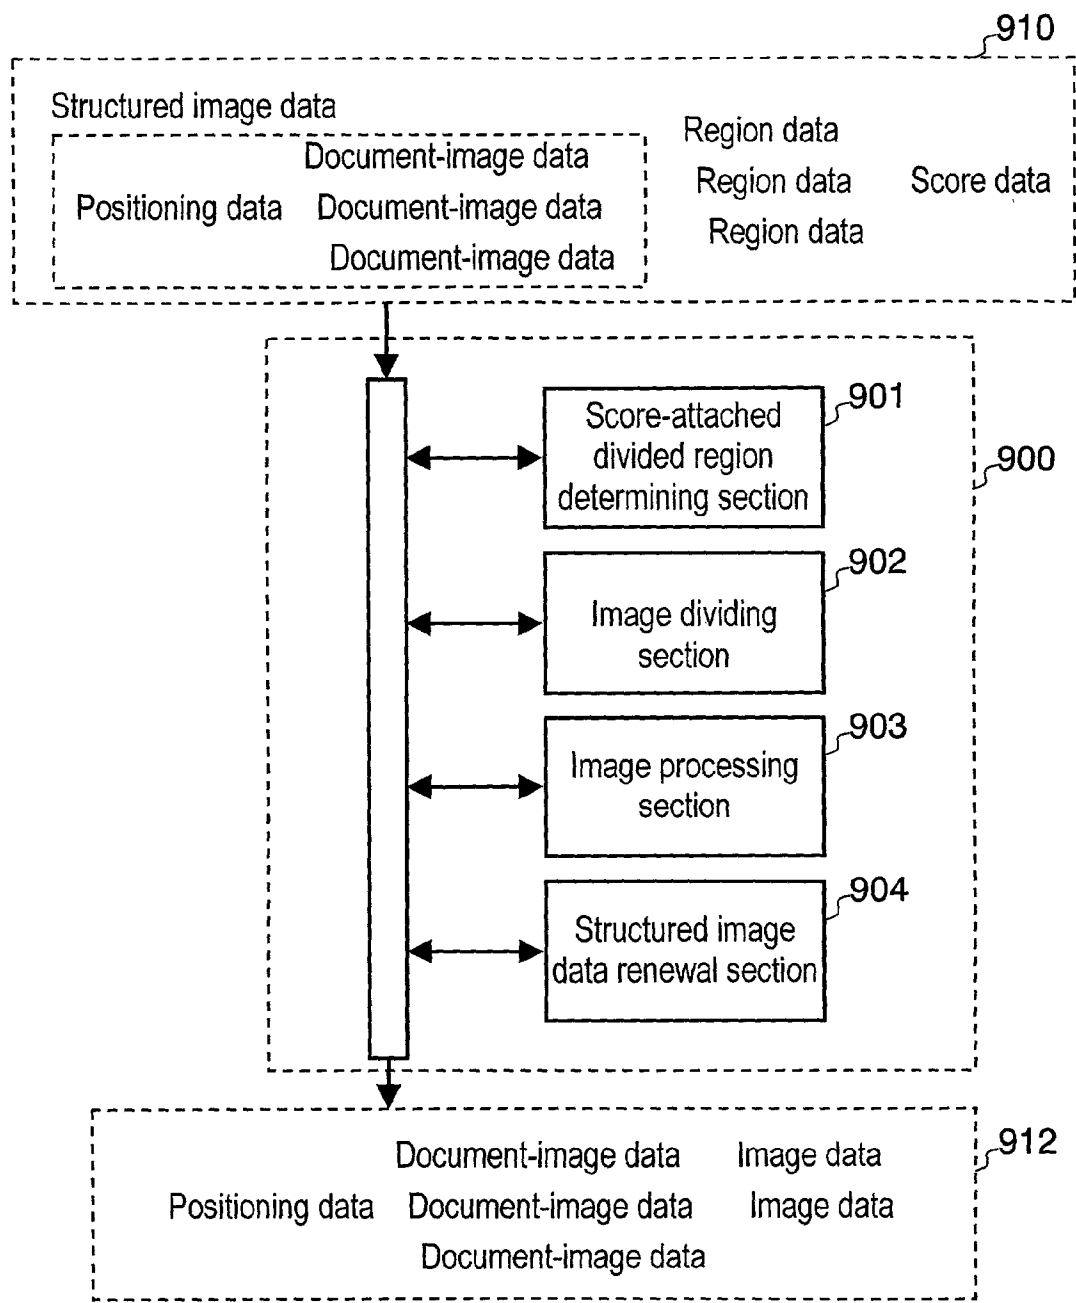 910
Structured image data
Document-image data
Positioning data
Document-image data
Document-image data
Region data
Region data
Score data
Region data
900
Score-attached
divided region
determining section
901
Image dividing
section
902
Image processing
section
903
Structured image
data renewal section
904
912
Document-image data
Image data
Positioning data
Document-image data
Image data
Document-image data